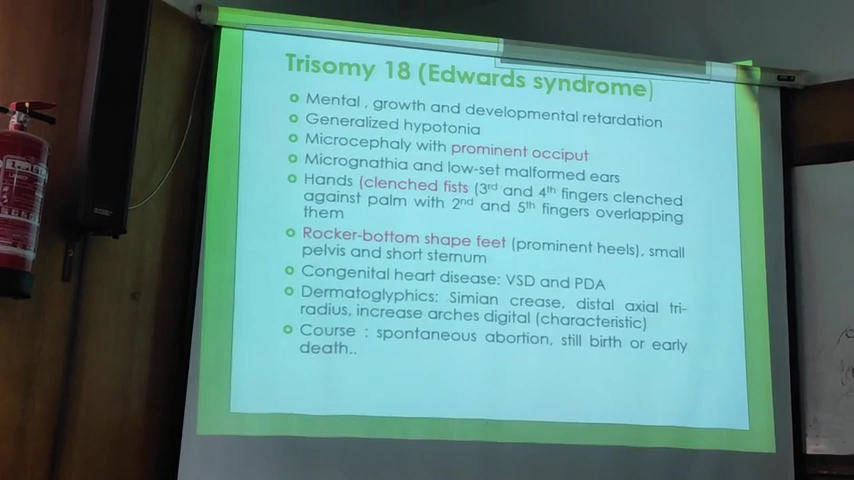 Trisomy 18 (Edwards syndrome)
Mental , growth and developmental retardation
Generalized hypotonia
Microcephaly with prominent occiput
Micrognathia and low-set malformed ears
Hands (clenched fists (3rd and 4th fingers clenched
against palm with 2nd and 5th fingers overlapping
them
Rocker-bottom shape feet (prominent heels), small
pelvis and short sternum
Congenital heart disease: VSD and PDA
Dermatoglyphics: Simian crease, distal axial tri-
radius, increase arches digital (characteristic)
Course : spontaneous abortion, still birth or early
death..